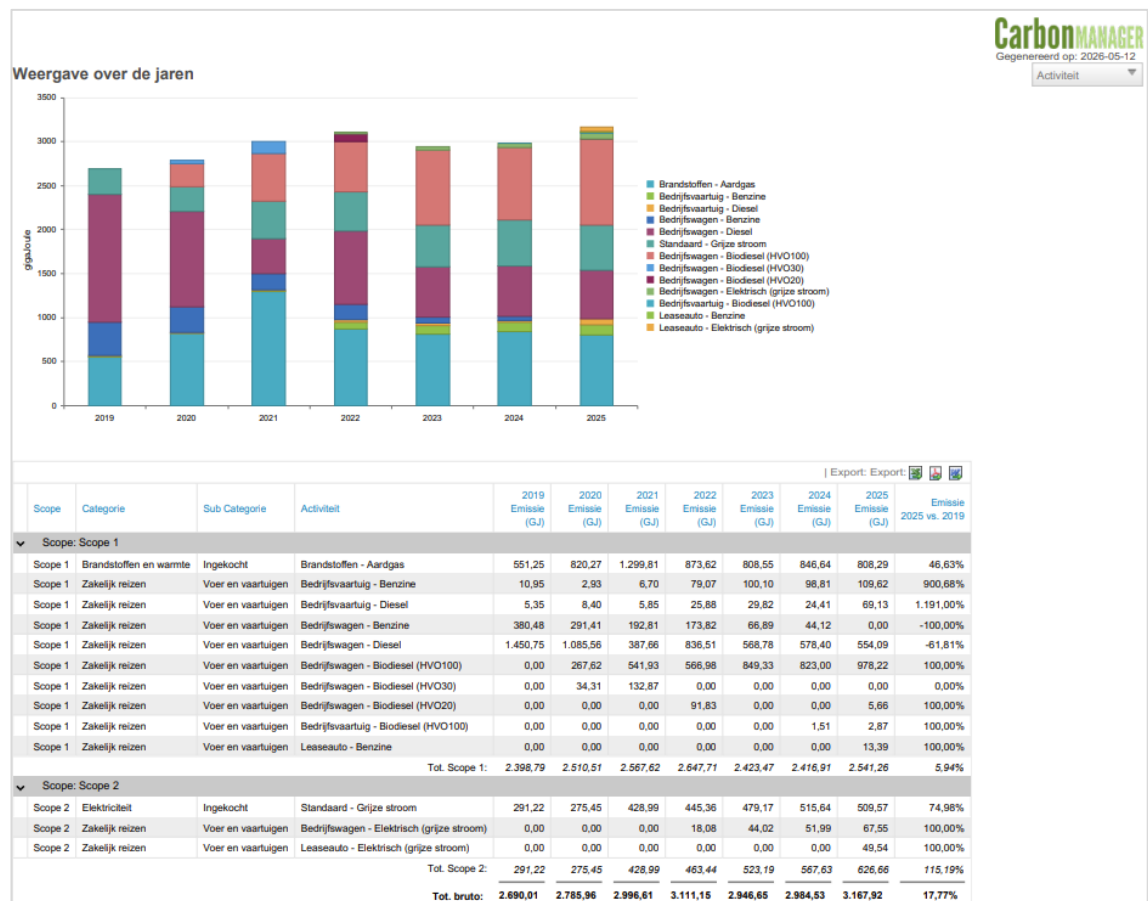 CarbonMANAGER
Gegenereerd op: 2026-05-12
Activiteit
Weergave over de jaren
3500
3000
2500
2000
1500
1000
500
0
gigaJoule
2019 2020 2021 2022 2023 2024 2025
Brandstoffen - Aardgas
Bedrijfsvaartuig - Benzine
Bedrijfsvaartuig - Diesel
Bedrijfswagen - Benzine
Bedrijfswagen - Diesel
Standaard - Grijze stroom
Bedrijfswagen - Biodiesel (HVO100)
Bedrijfswagen - Biodiesel (HVO30)
Bedrijfswagen - Biodiesel (HVO20)
Bedrijfswagen - Elektrisch (grijze stroom)
Bedrijfsvaartuig - Biodiesel (HVO100)
Leaseauto - Benzine
Leaseauto - Elektrisch (grijze stroom)
| Export: Export:
Scope Categorie Sub Categorie Activiteit 2019 Emissie (GJ) 2020 Emissie (GJ) 2021 Emissie (GJ) 2022 Emissie (GJ) 2023 Emissie (GJ) 2024 Emissie (GJ) 2025 Emissie (GJ) Emissie 2025 vs. 2019
Scope: Scope 1
Scope 1 Brandstoffen en warmte Ingekocht Brandstoffen - Aardgas 551,25 820,27 1.299,81 873,62 808,55 846,64 808,29 46,63%
Scope 1 Zakelijk reizen Voer en vaartuigen Bedrijfsvaartuig - Benzine 10,95 2,93 6,70 79,07 100,10 98,81 109,62 900,68%
Scope 1 Zakelijk reizen Voer en vaartuigen Bedrijfsvaartuig - Diesel 5,35 8,40 5,85 25,88 29,82 24,41 69,13 1.191,00%
Scope 1 Zakelijk reizen Voer en vaartuigen Bedrijfswagen - Benzine 380,48 291,41 192,81 173,82 66,89 44,12 0,00 -100,00%
Scope 1 Zakelijk reizen Voer en vaartuigen Bedrijfswagen - Diesel 1.450,75 1.085,56 387,66 836,51 568,78 578,40 554,09 -61,81%
Scope 1 Zakelijk reizen Voer en vaartuigen Bedrijfswagen - Biodiesel (HVO100) 0,00 267,62 541,93 566,98 849,33 823,00 978,22 100,00%
Scope 1 Zakelijk reizen Voer en vaartuigen Bedrijfswagen - Biodiesel (HVO30) 0,00 34,31 132,87 0,00 0,00 0,00 0,00 0,00%
Scope 1 Zakelijk reizen Voer en vaartuigen Bedrijfswagen - Biodiesel (HVO20) 0,00 0,00 0,00 91,83 0,00 0,00 5,66 100,00%
Scope 1 Zakelijk reizen Voer en vaartuigen Bedrijfsvaartuig - Biodiesel (HVO100) 0,00 0,00 0,00 0,00 0,00 1,51 2,87 100,00%
Scope 1 Zakelijk reizen Voer en vaartuigen Leaseauto - Benzine 0,00 0,00 0,00 0,00 0,00 0,00 13,39 100,00%
Tot. Scope 1: 2.398,79 2.510,51 2.567,62 2.647,71 2.423,47 2.416,91 2.541,26 5,94%
Scope: Scope 2
Scope 2 Elektriciteit Ingekocht Standaard - Grijze stroom 291,22 275,45 428,99 445,36 479,17 515,64 509,57 74,98%
Scope 2 Zakelijk reizen Voer en vaartuigen Bedrijfswagen - Elektrisch (grijze stroom) 0,00 0,00 0,00 18,08 44,02 51,99 67,55 100,00%
Scope 2 Zakelijk reizen Voer en vaartuigen Leaseauto - Elektrisch (grijze stroom) 0,00 0,00 0,00 0,00 0,00 0,00 49,54 100,00%
Tot. Scope 2: 291,22 275,45 428,99 463,44 523,19 567,63 626,66 115,19%
Tot. bruto: 2.690,01 2.785,96 2.996,61 3.111,15 2.946,65 2.984,53 3.167,92 17,77%